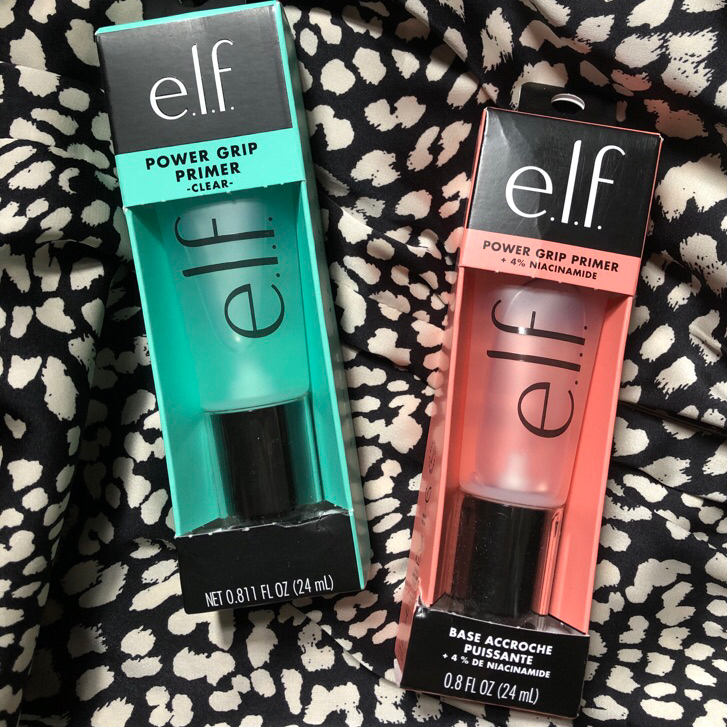 e.l.f.
POWER GRIP
PRIMER
-CLEAR-
e.l.f.
NET 0.811 FL OZ (24 mL)
e.l.f.
POWER GRIP PRIMER
+ 4% NIACINAMIDE
e.l.f.
BASE ACCROCHE
PUISSANTE
+ 4 % DE NIACINAMIDE
0.8 FL OZ (24 mL)